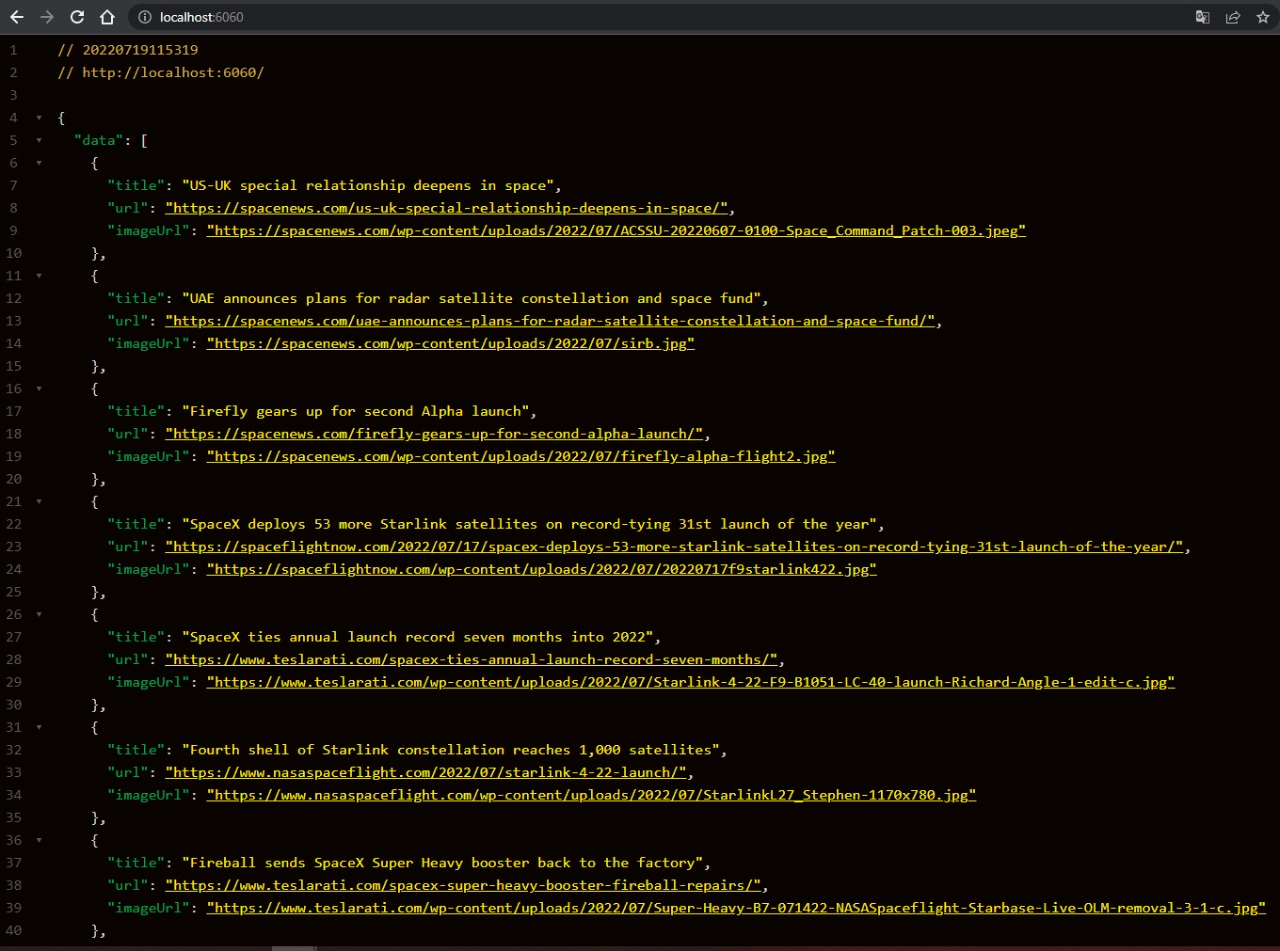 localhost:6060
1 // 20220719115319
2 // http://localhost:6060/
3
4 {
5 "data": [
6 {
7 "title": "US-UK special relationship deepens in space",
8 "url": "https://spacenews.com/us-uk-special-relationship-deepens-in-space/",
9 "imageUrl": "https://spacenews.com/wp-content/uploads/2022/07/ACSSU-20220607-0100-Space_Command_Patch-003.jpeg"
10 },
11 {
12 "title": "UAE announces plans for radar satellite constellation and space fund",
13 "url": "https://spacenews.com/uae-announces-plans-for-radar-satellite-constellation-and-space-fund/",
14 "imageUrl": "https://spacenews.com/wp-content/uploads/2022/07/sirb.jpg"
15 },
16 {
17 "title": "Firefly gears up for second Alpha launch",
18 "url": "https://spacenews.com/firefly-gears-up-for-second-alpha-launch/",
19 "imageUrl": "https://spacenews.com/wp-content/uploads/2022/07/firefly-alpha-flight2.jpg"
20 },
21 {
22 "title": "SpaceX deploys 53 more Starlink satellites on record-tying 31st launch of the year",
23 "url": "https://spaceflightnow.com/2022/07/17/spacex-deploys-53-more-starlink-satellites-on-record-tying-31st-launch-of-the-year/",
24 "imageUrl": "https://spaceflightnow.com/wp-content/uploads/2022/07/20220717f9starlink422.jpg"
25 },
26 {
27 "title": "SpaceX ties annual launch record seven months into 2022",
28 "url": "https://www.teslarati.com/spacex-ties-annual-launch-record-seven-months/",
29 "imageUrl": "https://www.teslarati.com/wp-content/uploads/2022/07/Starlink-4-22-F9-B1051-LC-40-launch-Richard-Angle-1-edit-c.jpg"
30 },
31 {
32 "title": "Fourth shell of Starlink constellation reaches 1,000 satellites",
33 "url": "https://www.nasaspaceflight.com/2022/07/starlink-4-22-launch/",
34 "imageUrl": "https://www.nasaspaceflight.com/wp-content/uploads/2022/07/StarlinkL27_Stephen-1170x780.jpg"
35 },
36 {
37 "title": "Fireball sends SpaceX Super Heavy booster back to the factory",
38 "url": "https://www.teslarati.com/spacex-super-heavy-booster-fireball-repairs/",
39 "imageUrl": "https://www.teslarati.com/wp-content/uploads/2022/07/Super-Heavy-B7-071422-NASASpaceflight-Starbase-Live-OLM-removal-3-1-c.jpg"
40 },